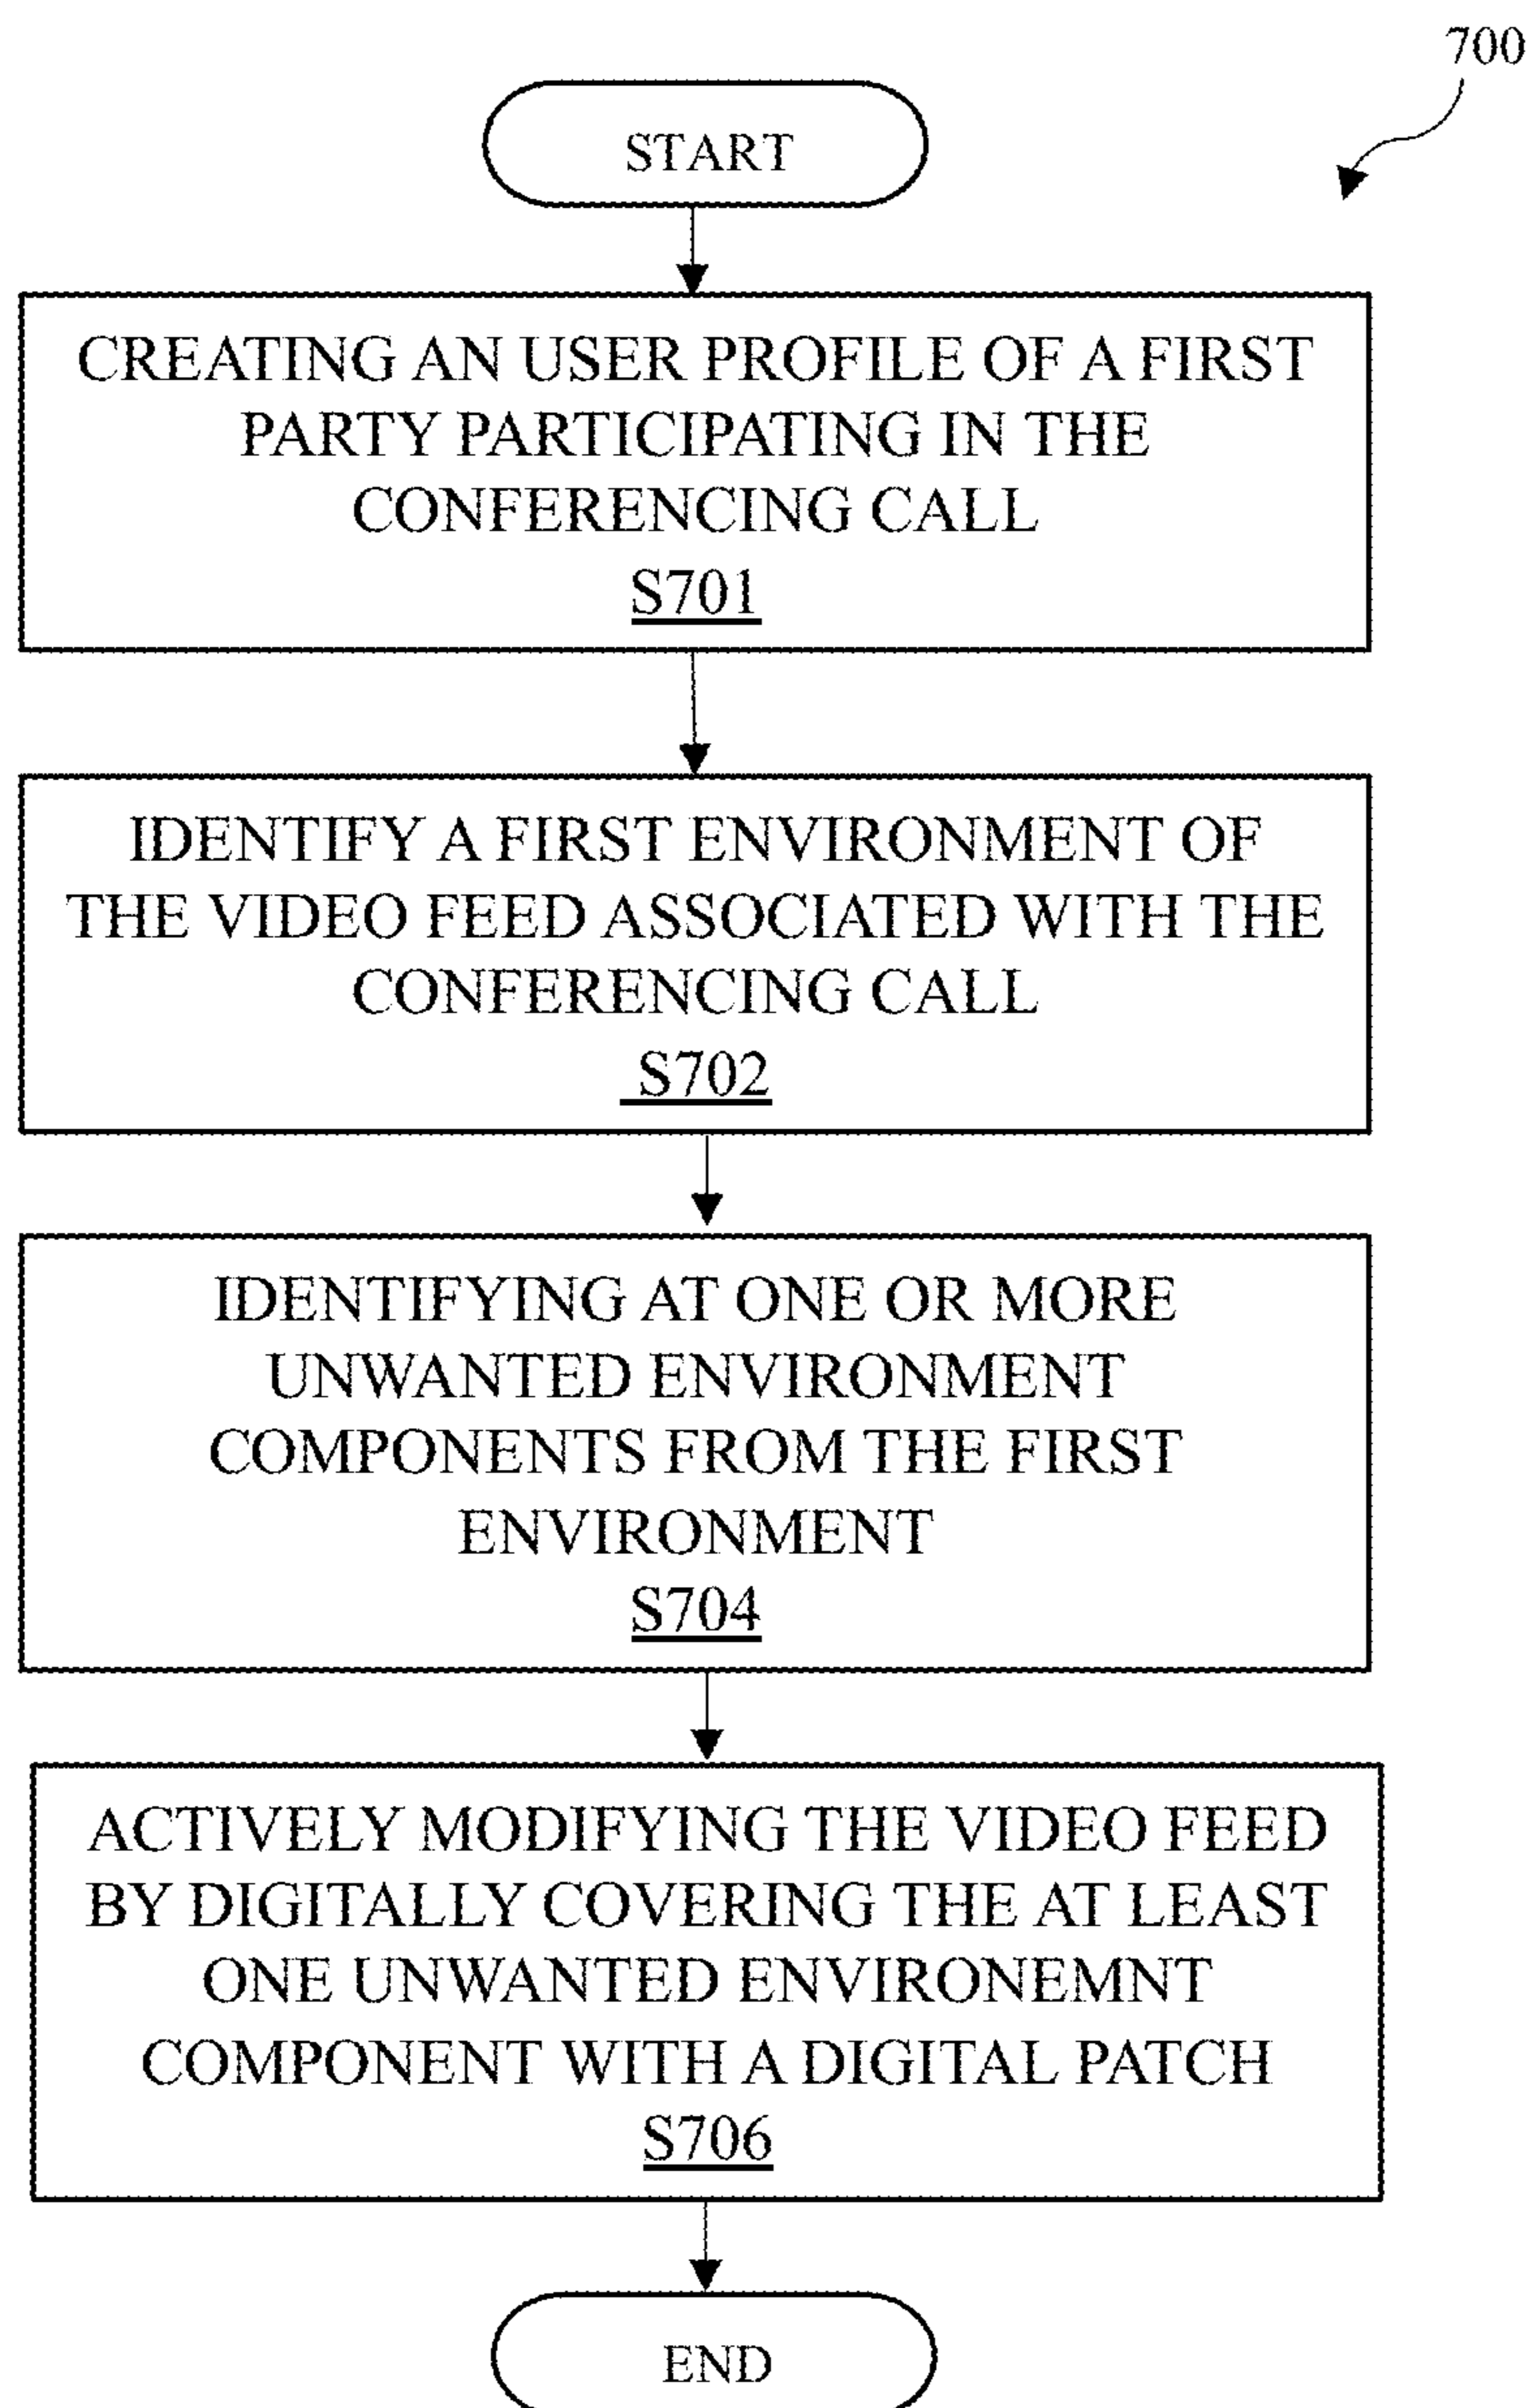 700
START
CREATING AN USER PROFILE OF A FIRST
PARTY PARTICIPATING IN THE
CONFERENCING CALL
S701
IDENTIFY A FIRST ENVIRONMENT OF
THE VIDEO FEED ASSOCIATED WITH THE
CONFERENCING CALL
S702
IDENTIFYING AT ONE OR MORE
UNWANTED ENVIRONMENT
COMPONENTS FROM THE FIRST
ENVIRONMENT
S704
ACTIVELY MODIFYING THE VIDEO FEED
BY DIGITALLY COVERING THE AT LEAST
ONE UNWANTED ENVIRONEMNT
COMPONENT WITH A DIGITAL PATCH
S706
END